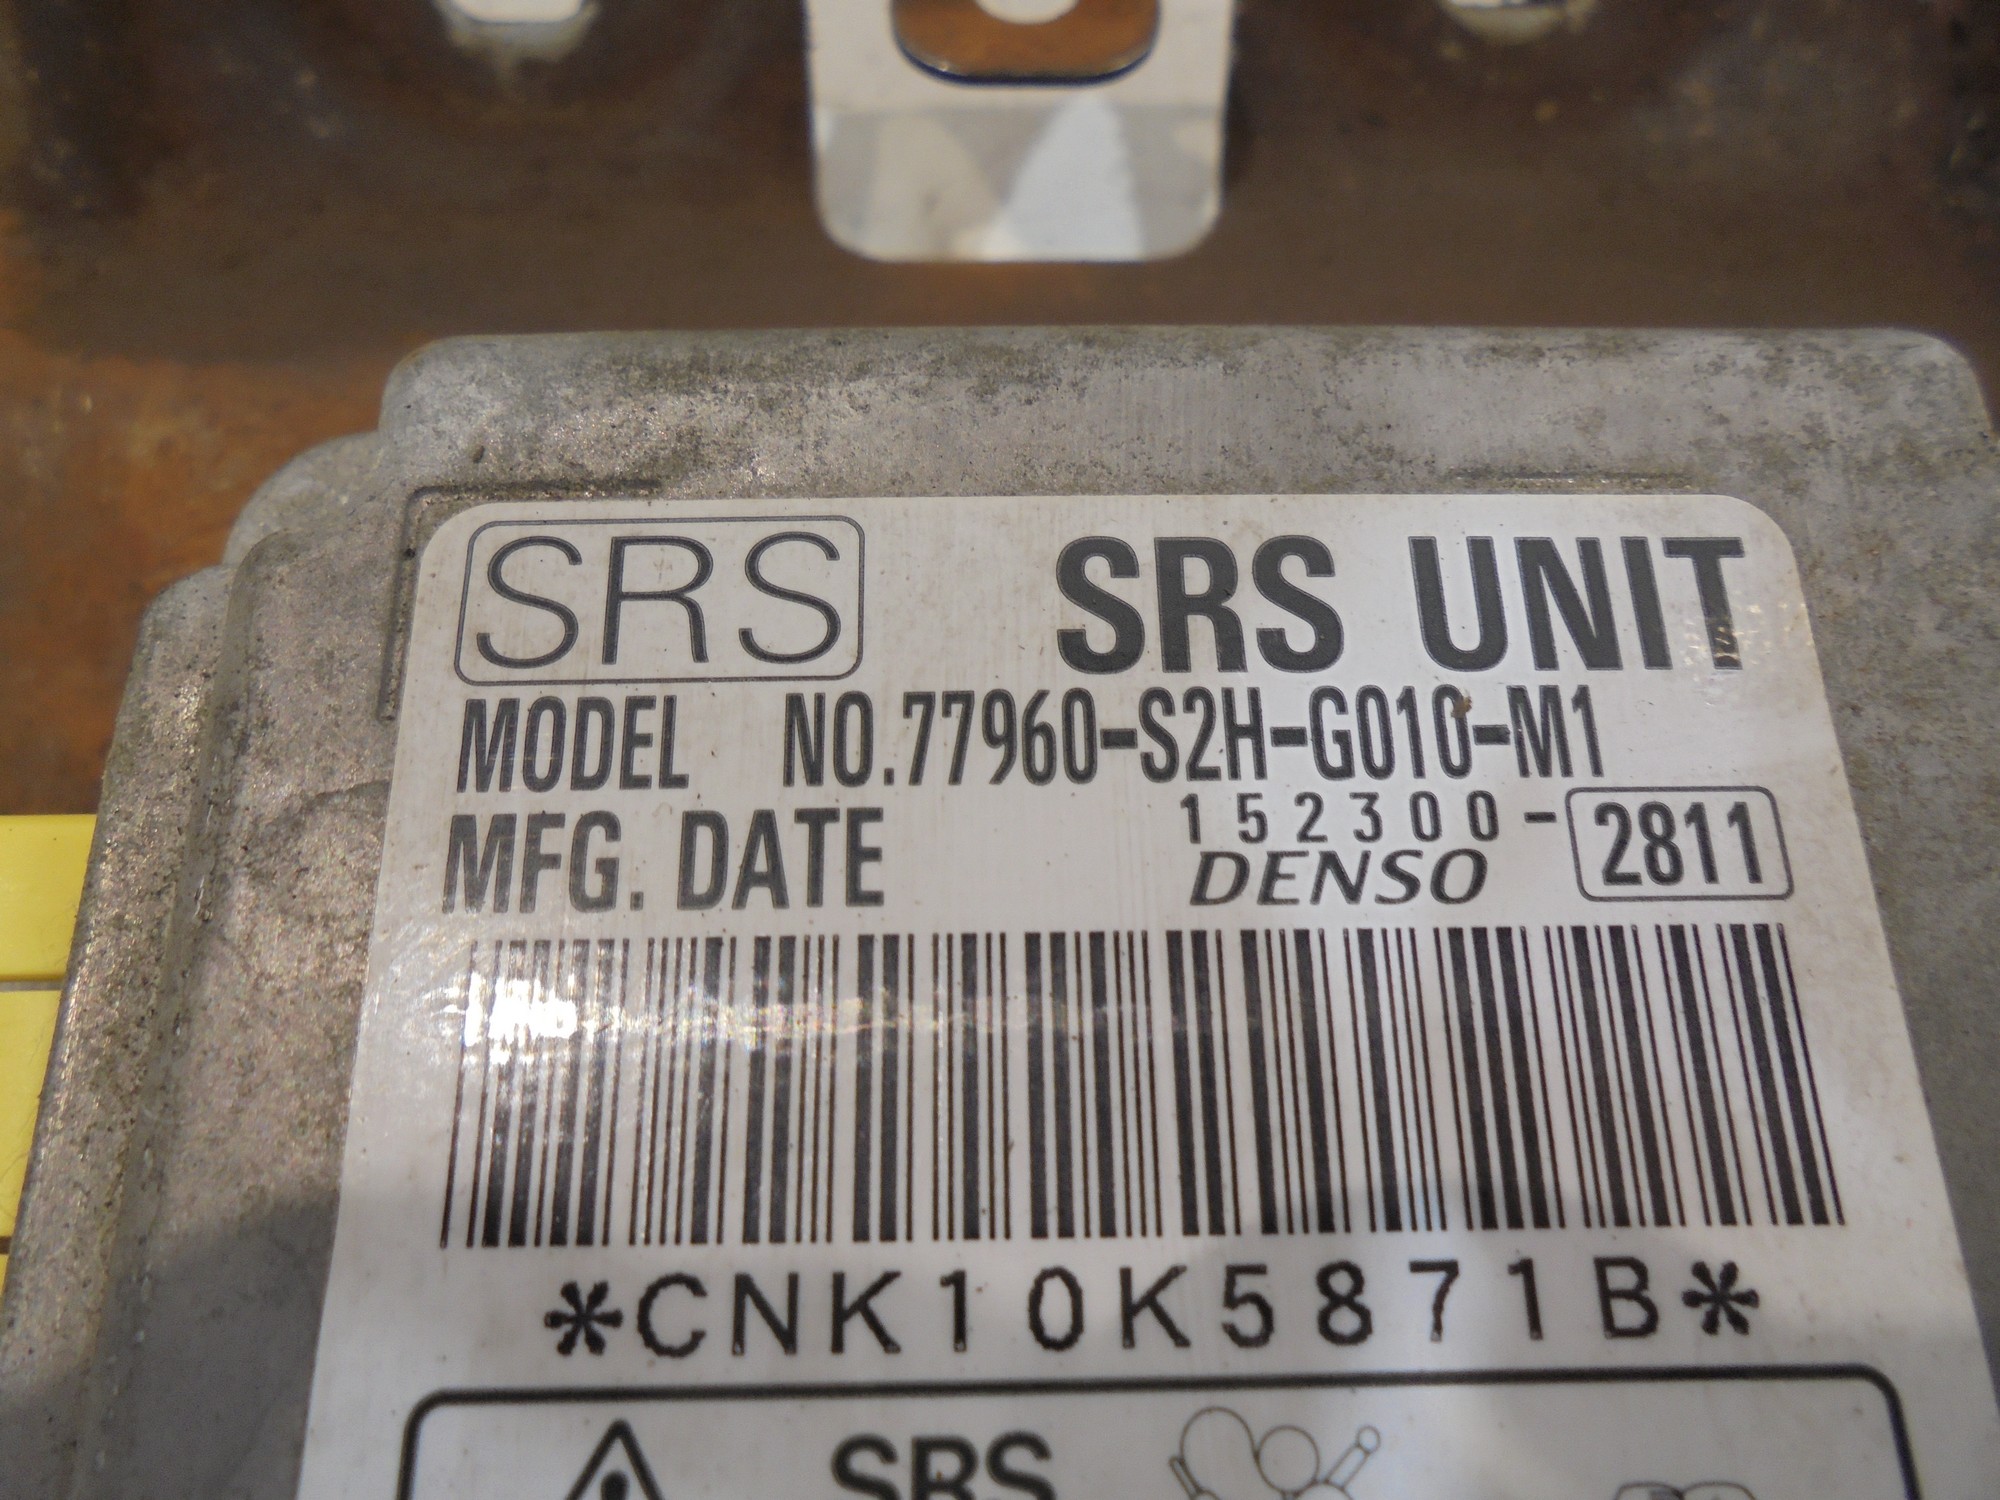 SRS SRS UNIT
MODEL NO.77960-S2H-G010-M1
MFG. DATE 152300-2811
DENSO
*CNK10K5871B*
SRS